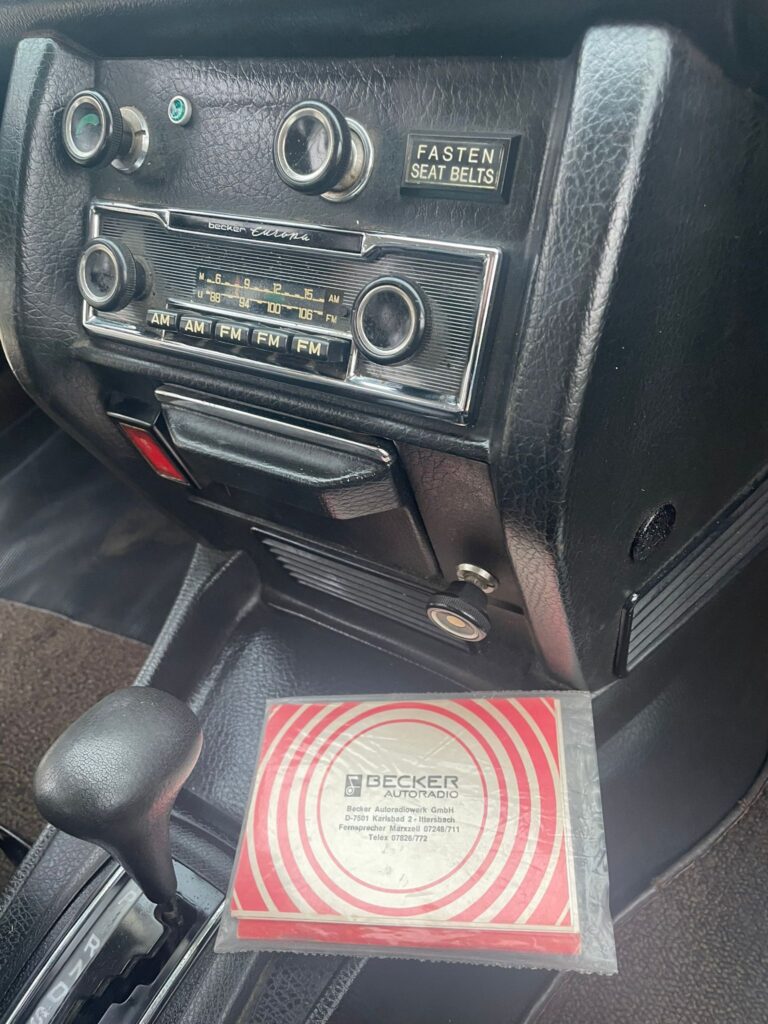 FASTEN
SEAT BELTS
becker Europa
M 6 9 12 15 AM
U 88 94 100 106 FM
AM AM FM FM FM
BECKER
AUTORADIO
Becker Autoradiowerk GmbH
D-7501 Karlsbad 2 - Ittersbach
Fernsprecher Marxzell 07248/711
Telex 07826/772
P
R
N
D
S